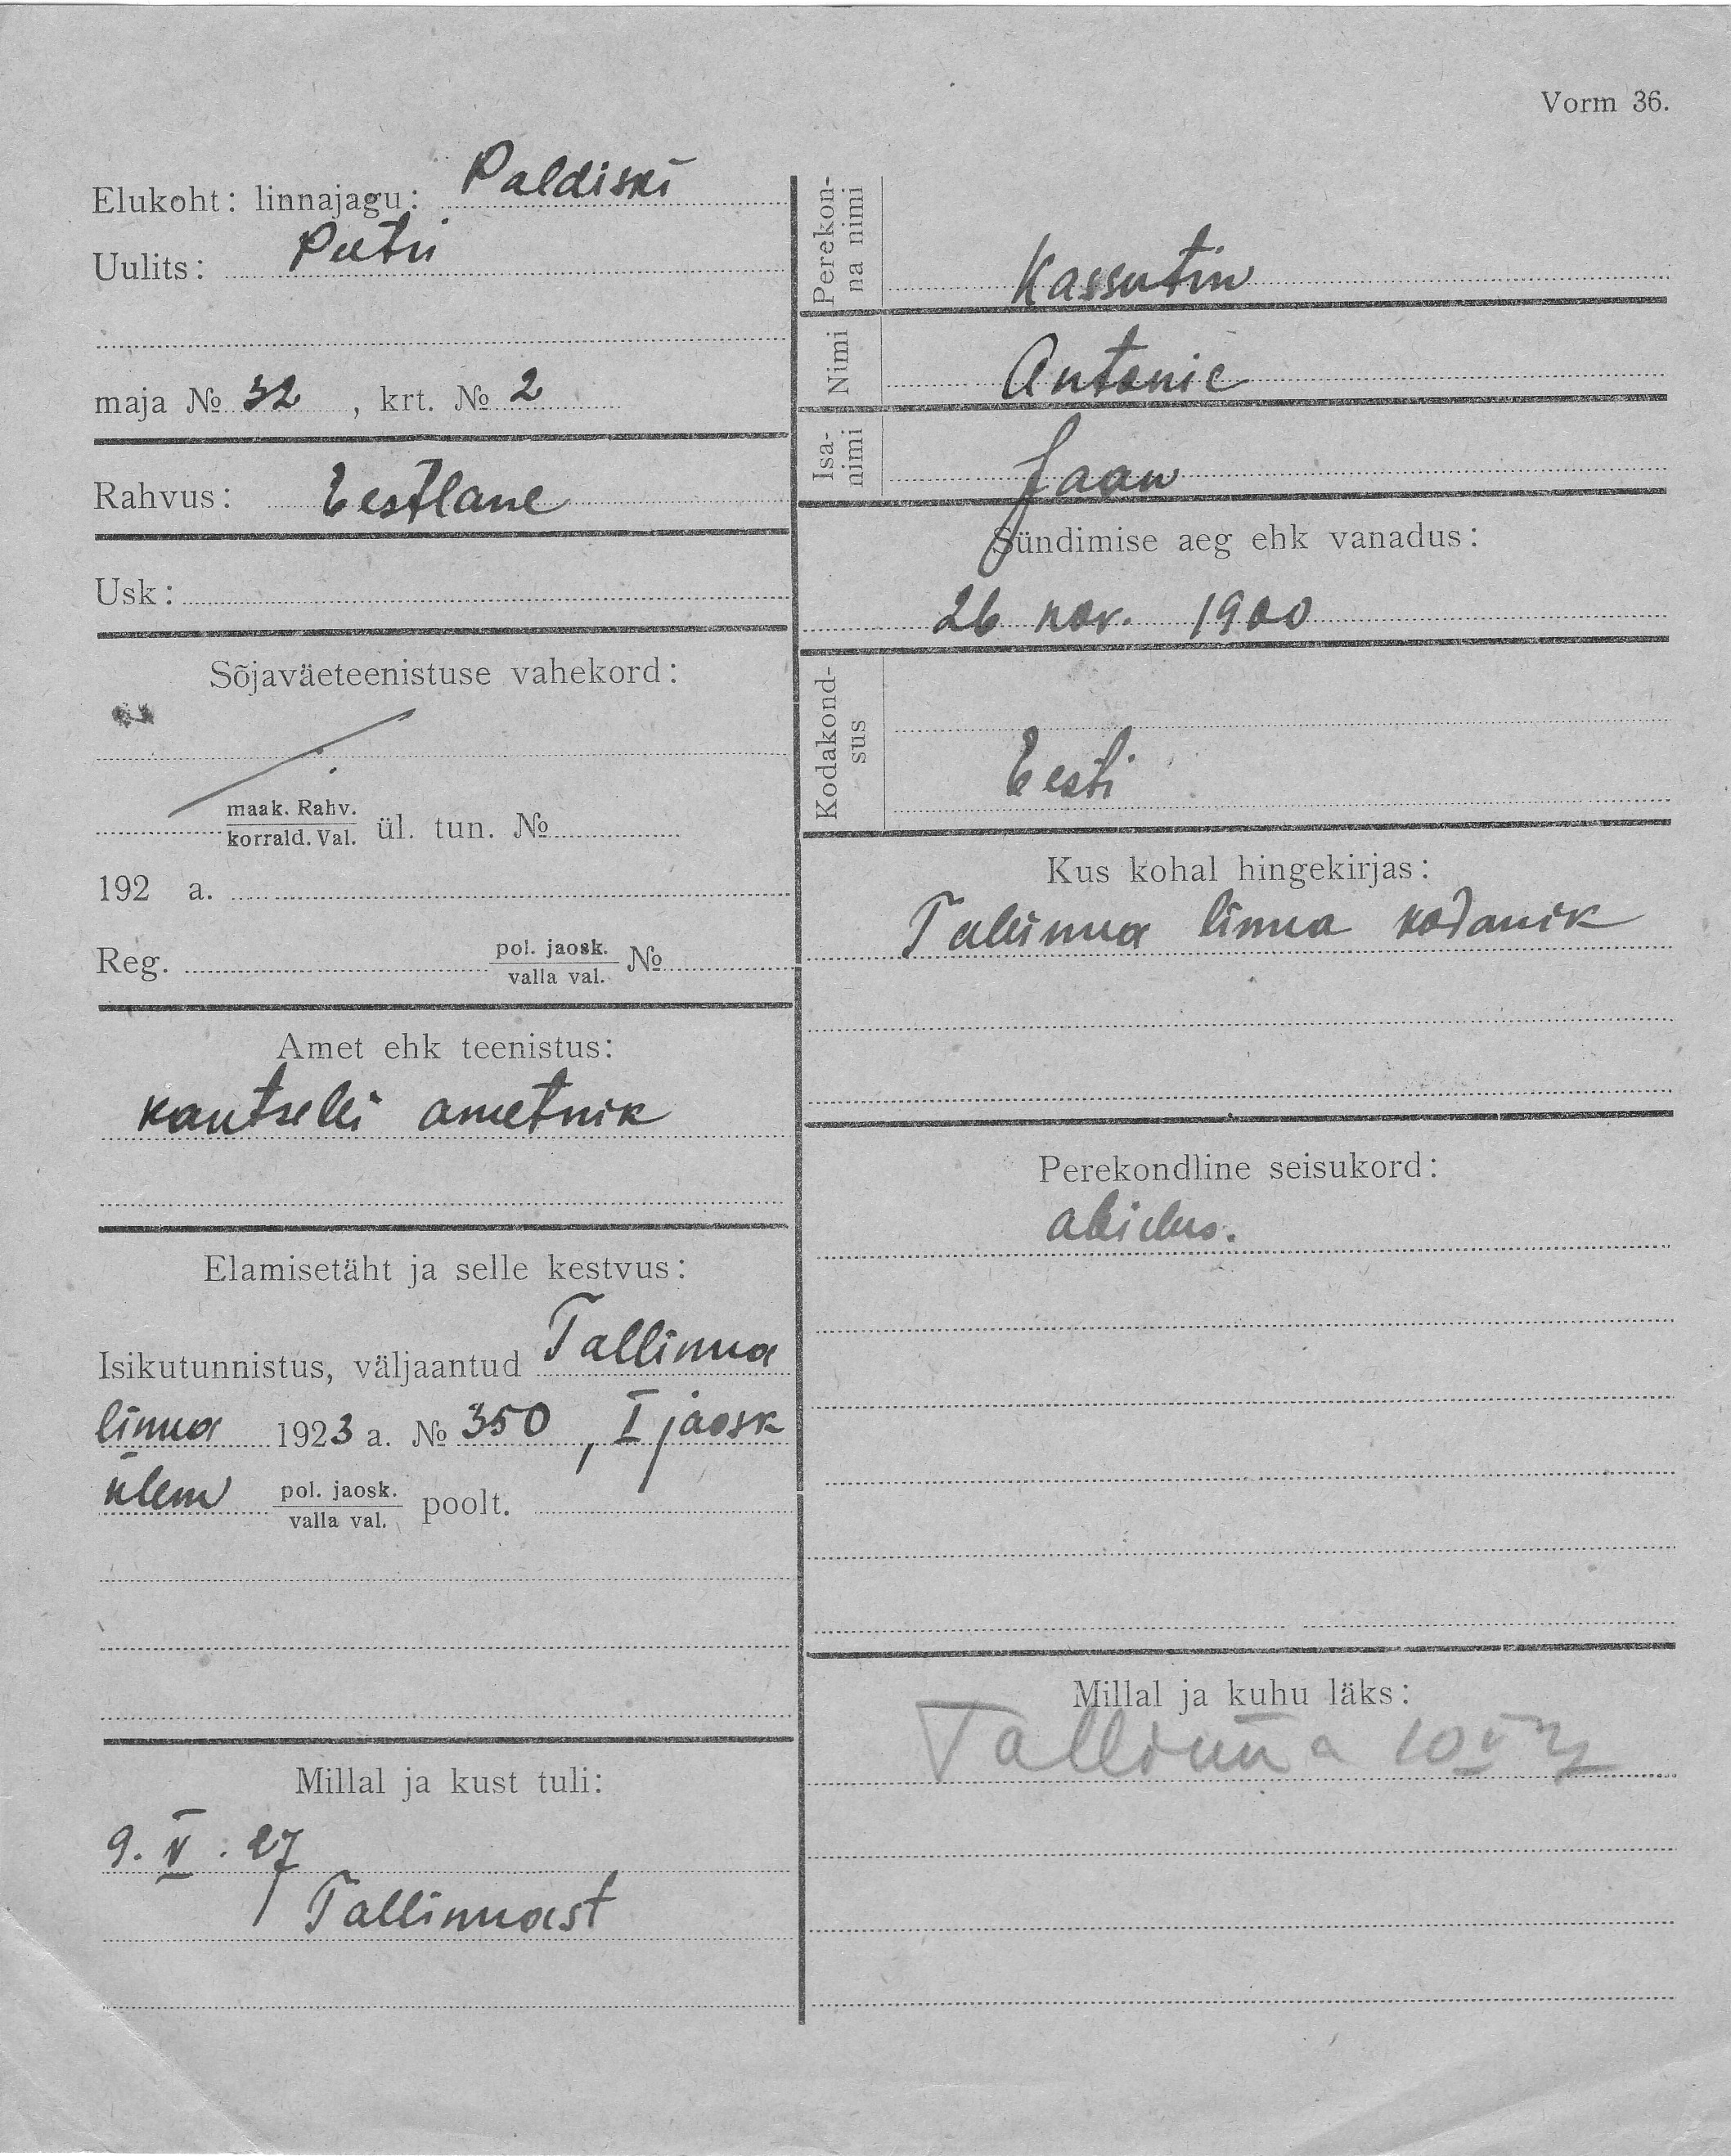 Vorm 36.
Elukoht: linnajagu: Paldiski
Uulits: Peetri
maja № 32, krt. № 2
Rahvus: Eestlane
Usk:
Sõjaväeteenistuse vahekord:
maak. Rahv.
korrald. Val. ül. tun. №
192 a.
Reg. pol. jaosk. №
valla val.
Amet ehk teenistus:
kantselei ametnik
Elamisetäht ja selle kestvus:
Isikutunnistus, väljaantud Tallinna
linna 1923 a. № 350, I jaosk
ülem pol. jaosk. poolt.
valla val.
Millal ja kust tuli:
9. V. 27
Tallinnast
Perekon-
na nimi
Kassutin
Nimi Antonie
Isa-
nimi
Jaan
Sündimise aeg ehk vanadus:
26 nov. 1900
Kodakond-
sus
Eesti
Kus kohal hingekirjas:
Tallinna linna kodanik
Perekondline seisukord:
abielus.
Millal ja kuhu läks:
Tallinna 10 V